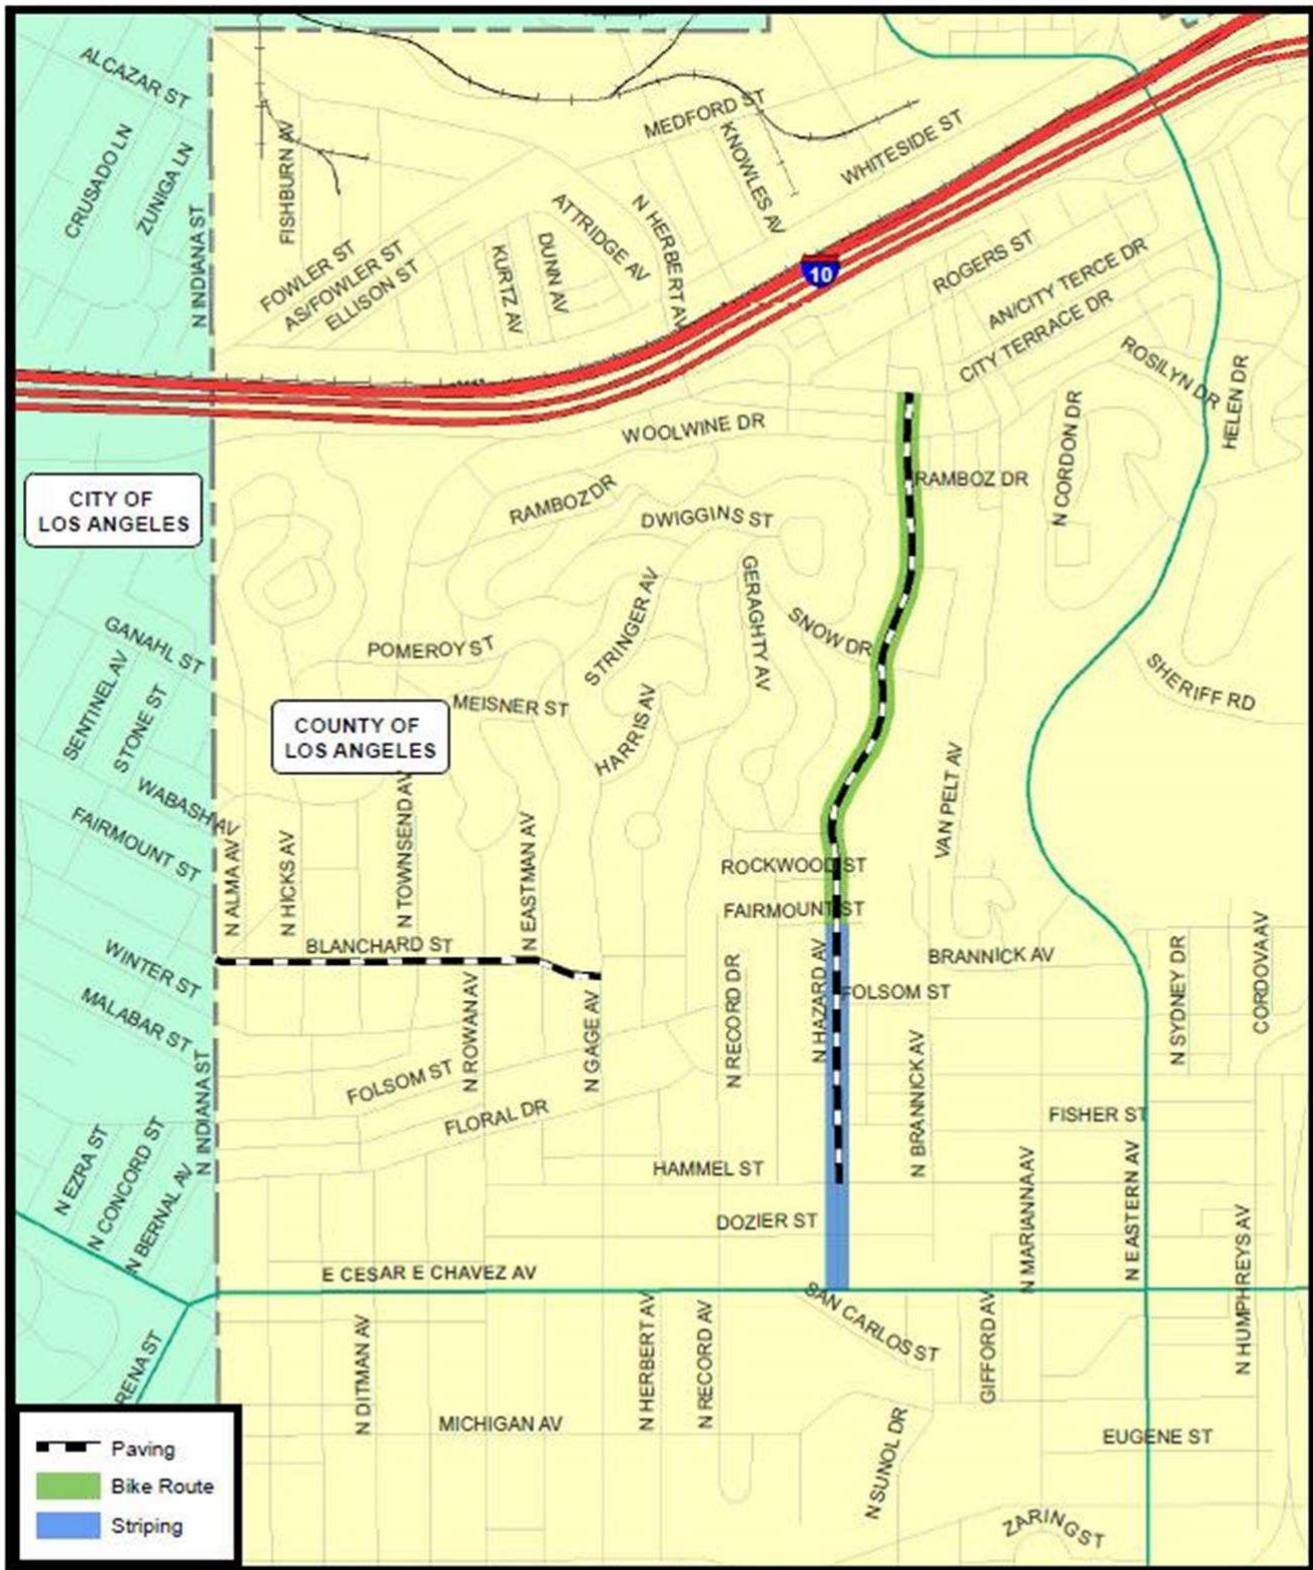 ALCAZAR ST
CRUSADO LN
ZUNIGA LN
N INDIANA ST
FISHBURN AV
MEDFORD ST
KNOWLES AV
WHITESIDE ST
FOWLER ST
AS/FOWLER ST
ELLISON ST
KURTZ AV
DUNN AV
ATTRIDGE AV
N HERBERT AV
10
ROGERS ST
AN/CITY TERCE DR
CITY TERRACE DR
ROSILYN DR
HELEN DR
WOOLWINE DR
N CORDON DR
RAMBOZ DR
RAMBOZ DR
DWIGGINS ST
CITY OF
LOS ANGELES
GANAHL ST
SENTINEL AV
STONE ST
WABASH AV
FAIRMOUNT ST
POMEROY ST
MEISNER ST
STRINGER AV
HARRIS AV
GERAGHTY AV
SNOW DR
SHERIFF RD
COUNTY OF
LOS ANGELES
VAN PELT AV
N ALMA AV
N HICKS AV
N TOWNSEND AV
N EASTMAN AV
ROCKWOOD ST
FAIRMOUNT ST
BLANCHARD ST
WINTER ST
MALABAR ST
N INDIANA ST
N ROWAN AV
N GAGE AV
N RECORD DR
N HAZARD AV
BRANNICK AV
FOLSOM ST
N BRANNICK AV
N SYDNEY DR
CORDOVA AV
FOLSOM ST
FLORAL DR
FISHER ST
HAMMEL ST
DOZIER ST
N MARIANNA AV
N EASTERN AV
N HUMPHREYS AV
N EZRA ST
N CONCORD ST
N BERNAL AV
E CESAR E CHAVEZ AV
SAN CARLOS ST
GIFFORD AV
N DITMAN AV
N HERBERT AV
N RECORD AV
RENA ST
MICHIGAN AV
N SUNOL DR
EUGENE ST
ZARING ST
Paving
Bike Route
Striping